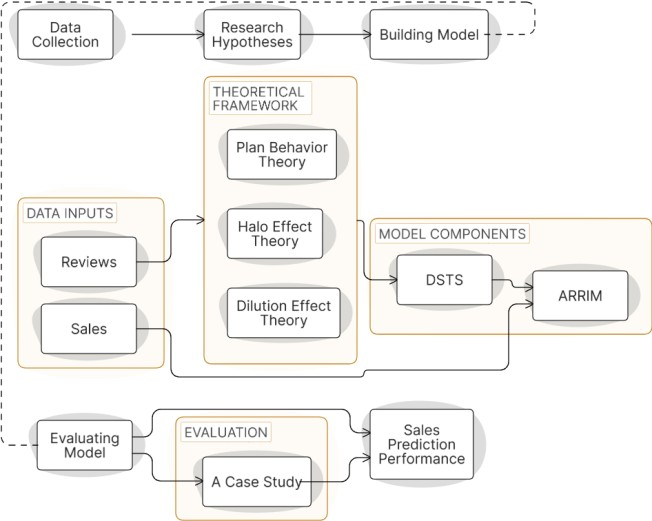 Data
Collection
Research
Hypotheses
Building Model
THEORETICAL
FRAMEWORK
Plan Behavior
Theory
Halo Effect
Theory
Dilution Effect
Theory
DATA INPUTS
Reviews
Sales
MODEL COMPONENTS
DSTS
ARRIM
Evaluating
Model
EVALUATION
A Case Study
Sales
Prediction
Performance